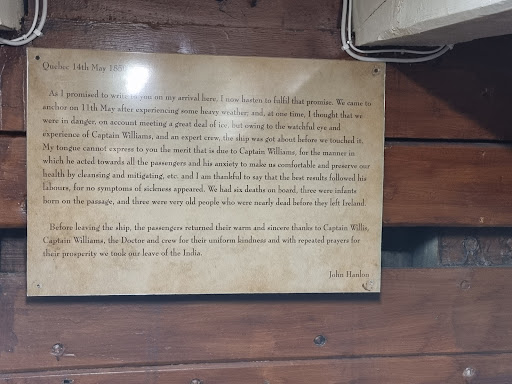 Quebec 14th May 18
As I promised to write to you on my arrival here, I now hasten to fulfil that promise. We came to
anchor on 11th May after experiencing some heavy weather; and, at one time, I thought that we
were in danger, on account meeting a great deal of ice, but owing to the watchful eye and
experience of Captain Williams, and an expert crew, the ship was got about before we touched it.
My tongue cannot express to you the merit that is due to Captain Williams, for the manner in
which he acted towards all the passengers and his anxiety to make us comfortable and preserve our
health by cleansing and mitigating, etc. and I am thankful to say that the best results followed his
labours, for no symptoms of sickness appeared. We had six deaths on board, three were infants
born on the passage, and three were very old people who were nearly dead before they left Ireland.
Before leaving the ship, the passengers returned their warm and sincere thanks to Captain Willis,
Captain Williams, the Doctor and crew for their uniform kindness and with repeated prayers for
their prosperity we took our leave of the India.
John Hanlon